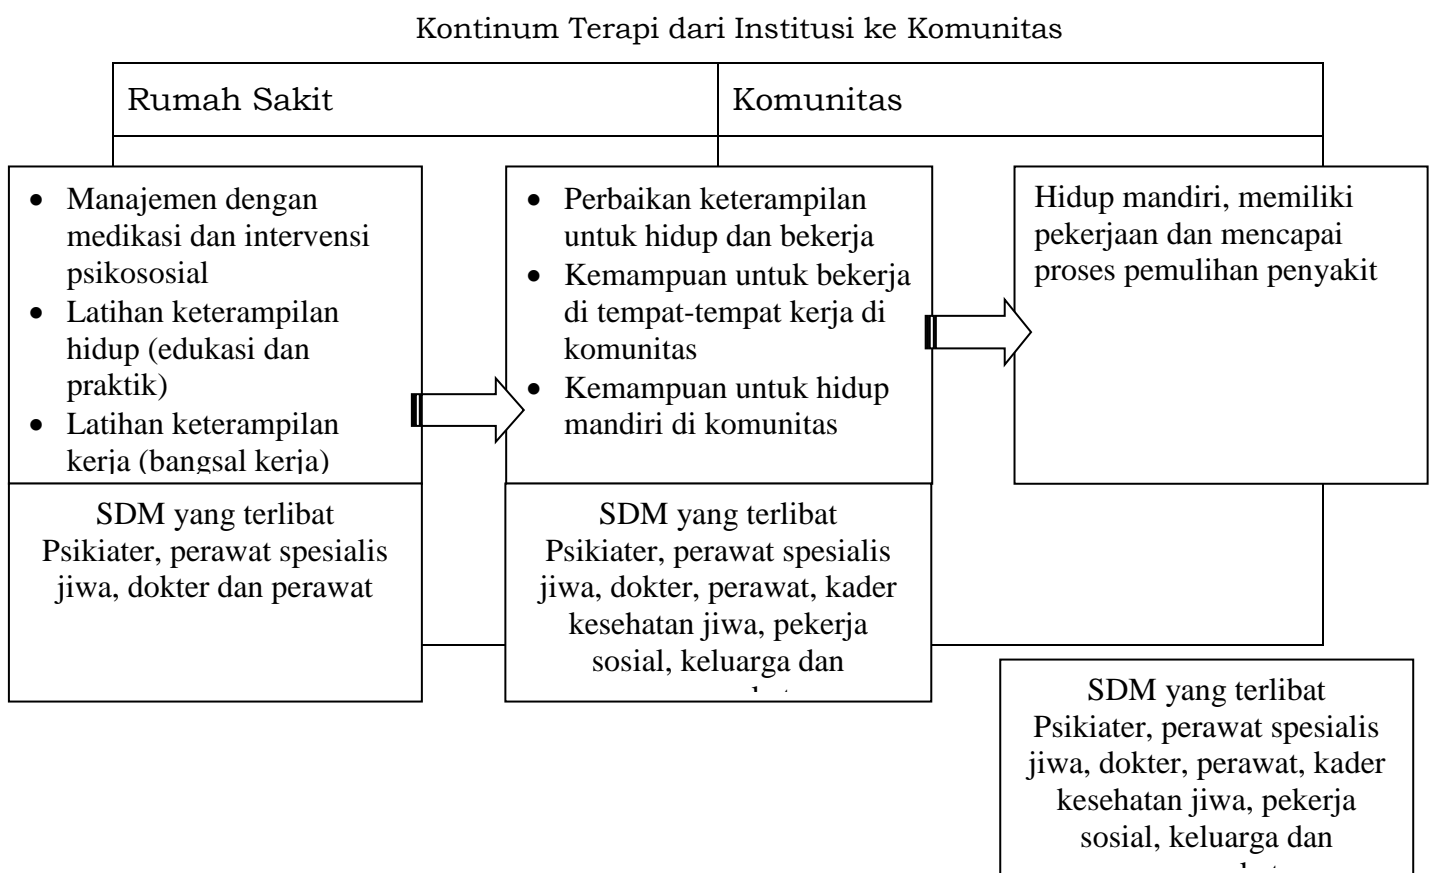 Kontinum Terapi dari Institusi ke Komunitas
Rumah Sakit
Komunitas
• Manajemen dengan
medikasi dan intervensi
psikososial
• Latihan keterampilan
hidup (edukasi dan
praktik)
• Latihan keterampilan
kerja (bangsal kerja)
SDM yang terlibat
Psikiater, perawat spesialis
jiwa, dokter dan perawat
• Perbaikan keterampilan
untuk hidup dan bekerja
• Kemampuan untuk bekerja
di tempat-tempat kerja di
komunitas
• Kemampuan untuk hidup
mandiri di komunitas
SDM yang terlibat
Psikiater, perawat spesialis
jiwa, dokter, perawat, kader
kesehatan jiwa, pekerja
sosial, keluarga dan
Hidup mandiri, memiliki
pekerjaan dan mencapai
proses pemulihan penyakit
SDM yang terlibat
Psikiater, perawat spesialis
jiwa, dokter, perawat, kader
kesehatan jiwa, pekerja
sosial, keluarga dan